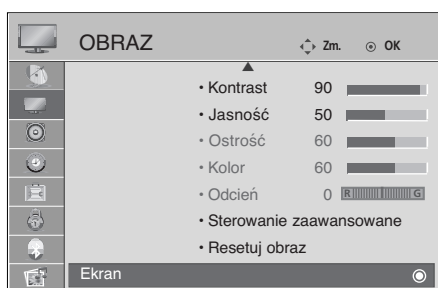 OBRAZ Zm. OK
• Kontrast 90
• Jasność 50
• Ostrość 60
• Kolor 60
• Odcień 0 R G
• Sterowanie zaawansowane
• Resetuj obraz
Ekran